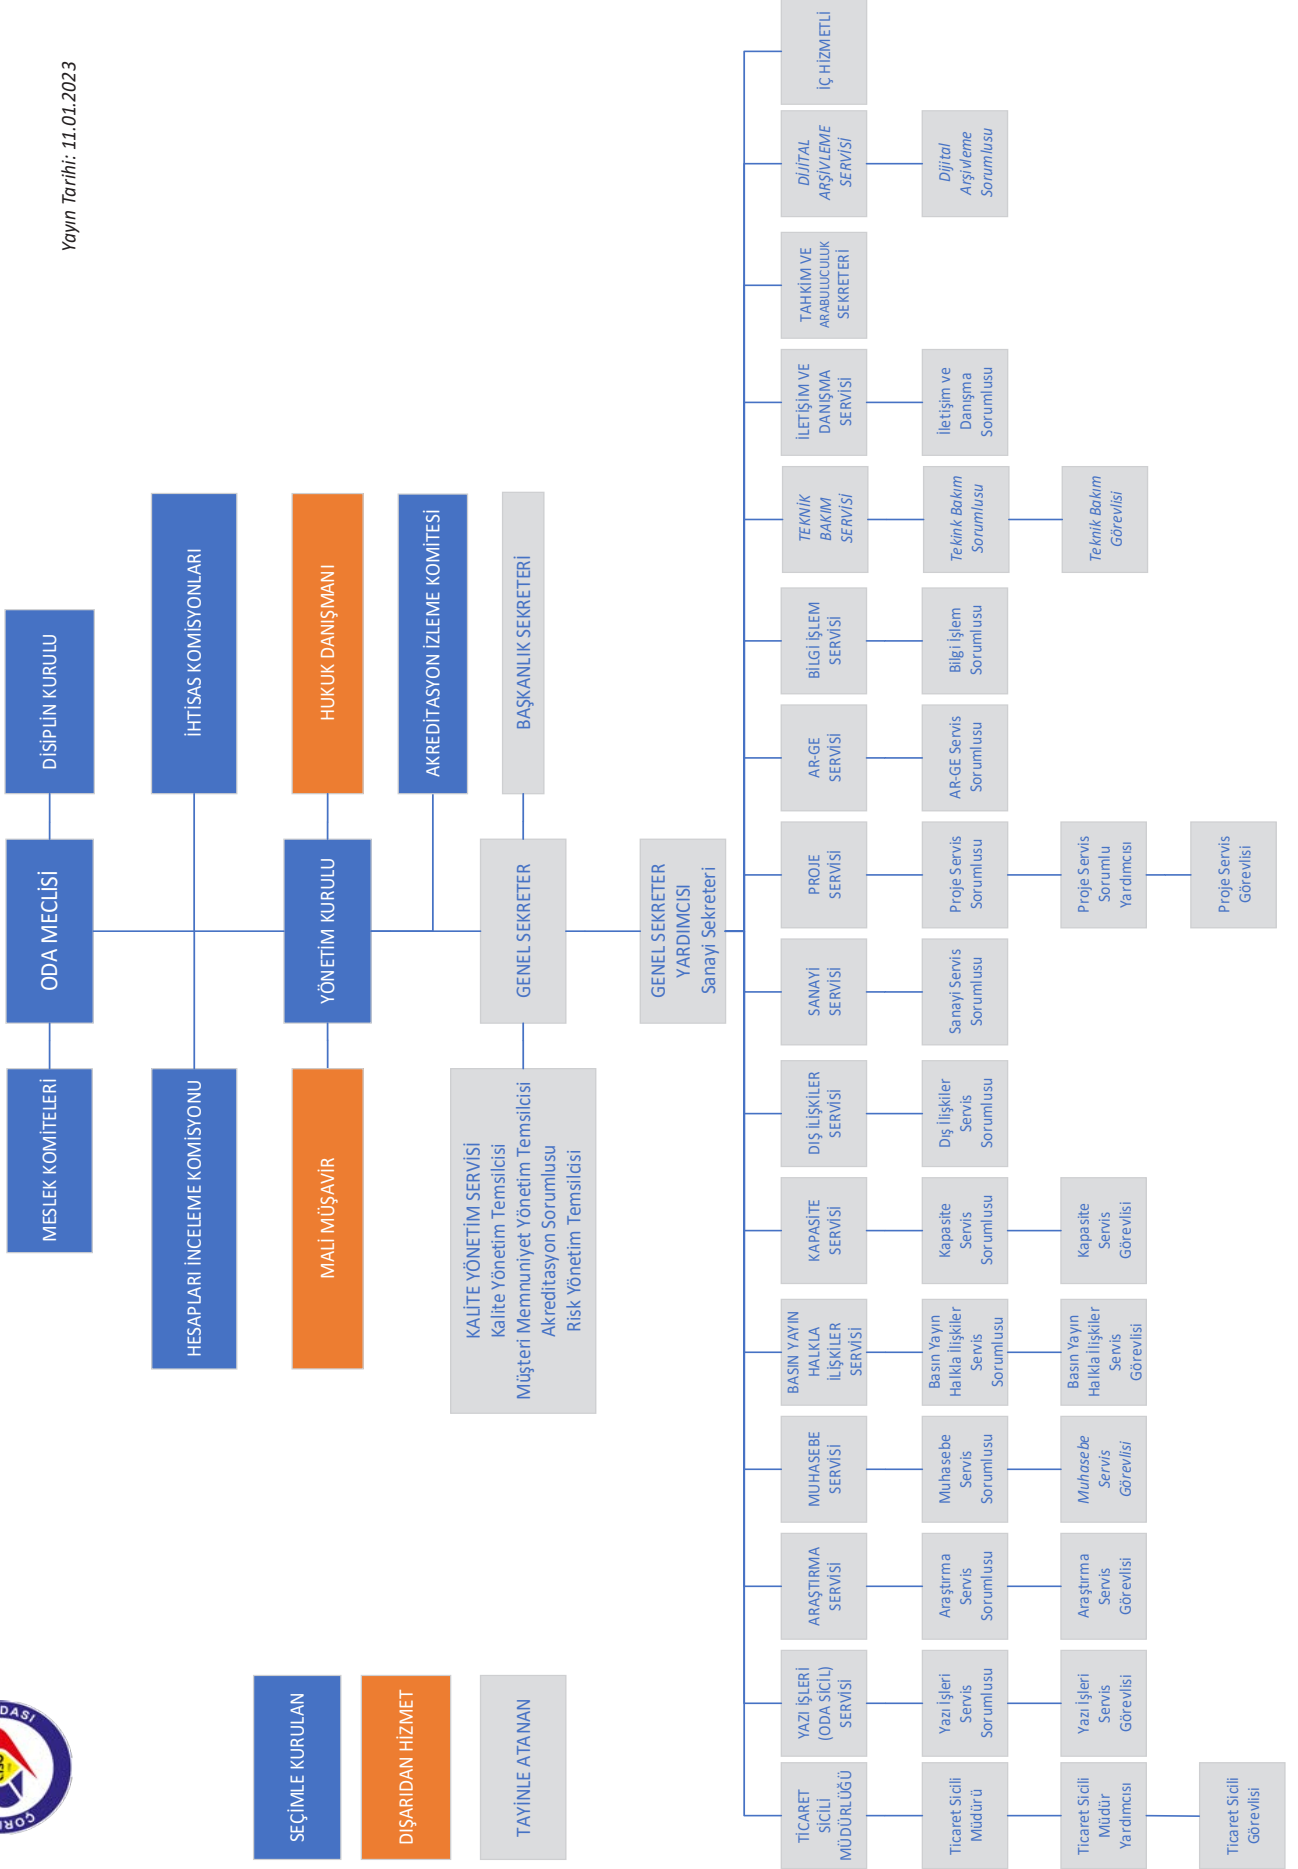 ODASI
ÇORU
Yayın Tarihi: 11.01.2023
MESLEK KOMİTELERİ
ODA MECLİSİ
DİSİPLİN KURULU
HESAPLARI İNCELEME KOMİSYONU
İHTİSAS KOMİSYONLARI
SEÇİMLE KURULAN
MALİ MÜŞAVİR
YÖNETİM KURULU
HUKUK DANIŞMANI
DIŞARIDAN HİZMET
AKREDİTASYON İZLEME KOMİTESİ
TAYİNLE ATANAN
KALİTE YÖNETİM SERVİSİ
Kalite Yönetim Temsilcisi
Müşteri Memnuniyet Yönetim Temsilcisi
Akreditasyon Sorumlusu
Risk Yönetim Temsilcisi
GENEL SEKRETER
BAŞKANLIK SEKRETERİ
GENEL SEKRETER
YARDIMCISI
Sanayi Sekreteri
TİCARET
SİCİLİ
MÜDÜRLÜĞÜ
YAZI İŞLERİ
(ODA SİCİL)
SERVİSİ
ARAŞTIRMA
SERVİSİ
MUHASEBE
SERVİSİ
BASIN YAYIN
HALKLA
İLİŞKİLER
SERVİSİ
KAPASİTE
SERVİSİ
DIŞ İLİŞKİLER
SERVİSİ
SANAYİ
SERVİSİ
PROJE
SERVİSİ
AR-GE
SERVİSİ
BİLGİ İŞLEM
SERVİSİ
TEKNİK
BAKIM
SERVİSİ
İLETİŞİM VE
DANIŞMA
SERVİSİ
TAHKİM VE
ARABULUCULUK
SEKRETERİ
DİJİTAL
ARŞİVLEME
SERVİSİ
İÇ HİZMETLİ
Ticaret Sicili
Müdürü
Yazı İşleri
Servis
Sorumlusu
Araştırma
Servis
Sorumlusu
Muhasebe
Servis
Sorumlusu
Basın Yayın
Halkla İlişkiler
Servis
Sorumlusu
Kapasite
Servis
Sorumlusu
Dış İlişkiler
Servis
Sorumlusu
Sanayi Servis
Sorumlusu
Proje Servis
Sorumlusu
AR-GE Servis
Sorumlusu
Bilgi İşlem
Sorumlusu
Tekink Bakım
Sorumlusu
İletişim ve
Danışma
Sorumlusu
Dijital
Arşivleme
Sorumlusu
Ticaret Sicili
Müdür
Yardımcısı
Yazı İşleri
Servis
Görevlisi
Araştırma
Servis
Görevlisi
Muhasebe
Servis
Görevlisi
Basın Yayın
Halkla İlişkiler
Servis
Görevlisi
Kapasite
Servis
Görevlisi
Proje Servis
Sorumlu
Yardımcısı
Teknik Bakım
Görevlisi
Ticaret Sicili
Görevlisi
Proje Servis
Görevlisi